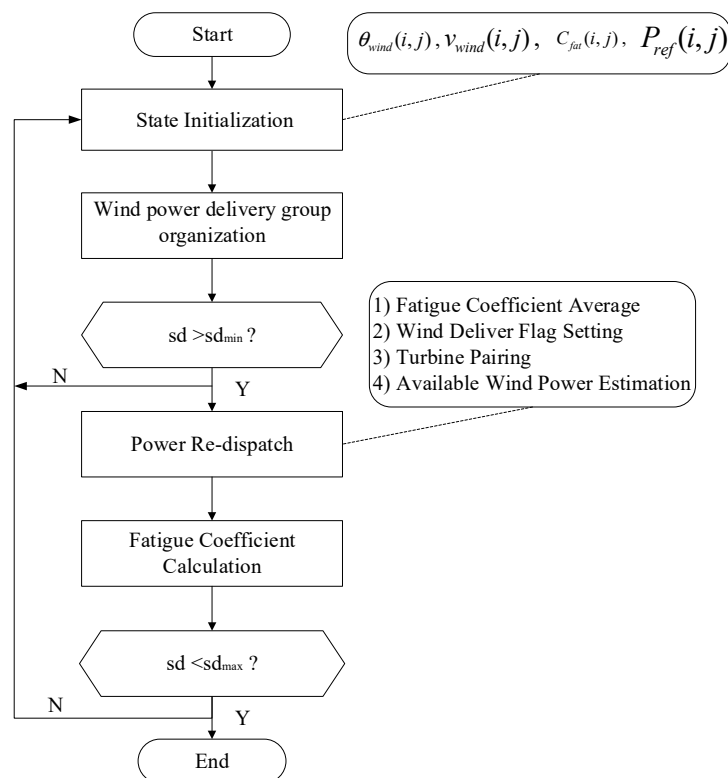 Start
θwind(i, j), vwind(i, j), Cfat(i, j), Pref(i, j)
State Initialization
Wind power delivery group
organization
sd >sdmin ?
N
Y
1) Fatigue Coefficient Average
2) Wind Deliver Flag Setting
3) Turbine Pairing
4) Available Wind Power Estimation
Power Re-dispatch
Fatigue Coefficient
Calculation
sd <sdmax ?
N
Y
End